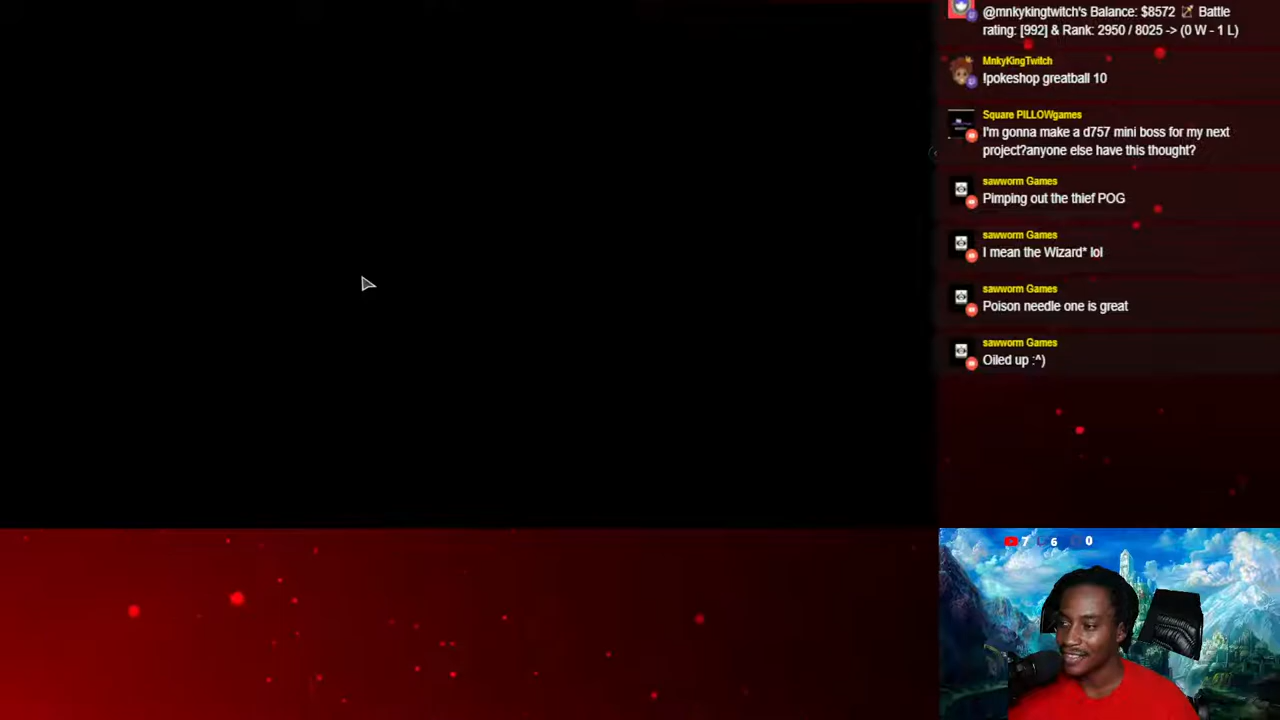 @mnkykingtwitch's Balance: $8572 🏹 Battle
rating: [992] & Rank: 2950 / 8025 -> (0 W - 1 L)
MnkyKingTwitch
!pokeshop greatball 10
Square PILLOWgames
I'm gonna make a d757 mini boss for my next
project?anyone else have this thought?
sawworm Games
Pimping out the thief POG
sawworm Games
I mean the Wizard* lol
sawworm Games
Poison needle one is great
sawworm Games
Oiled up :^)
7 6 0